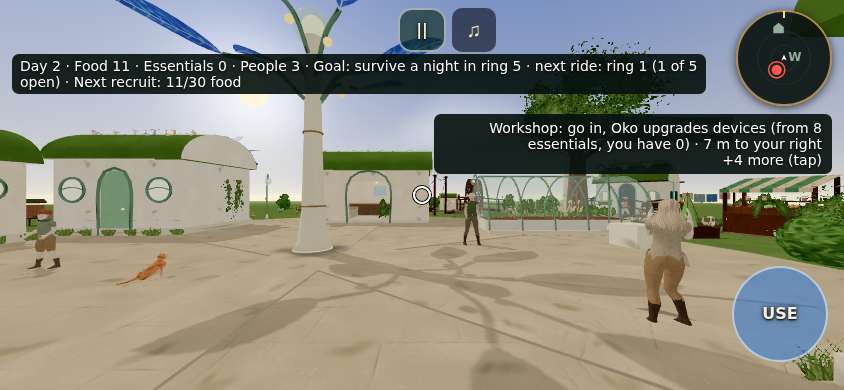 Day 2 · Food 11 · Essentials 0 · People 3 · Goal: survive a night in ring 5 · next ride: ring 1 (1 of 5
open) · Next recruit: 11/30 food
W
Workshop: go in, Oko upgrades devices (from 8
essentials, you have 0) · 7 m to your right
+4 more (tap)
USE